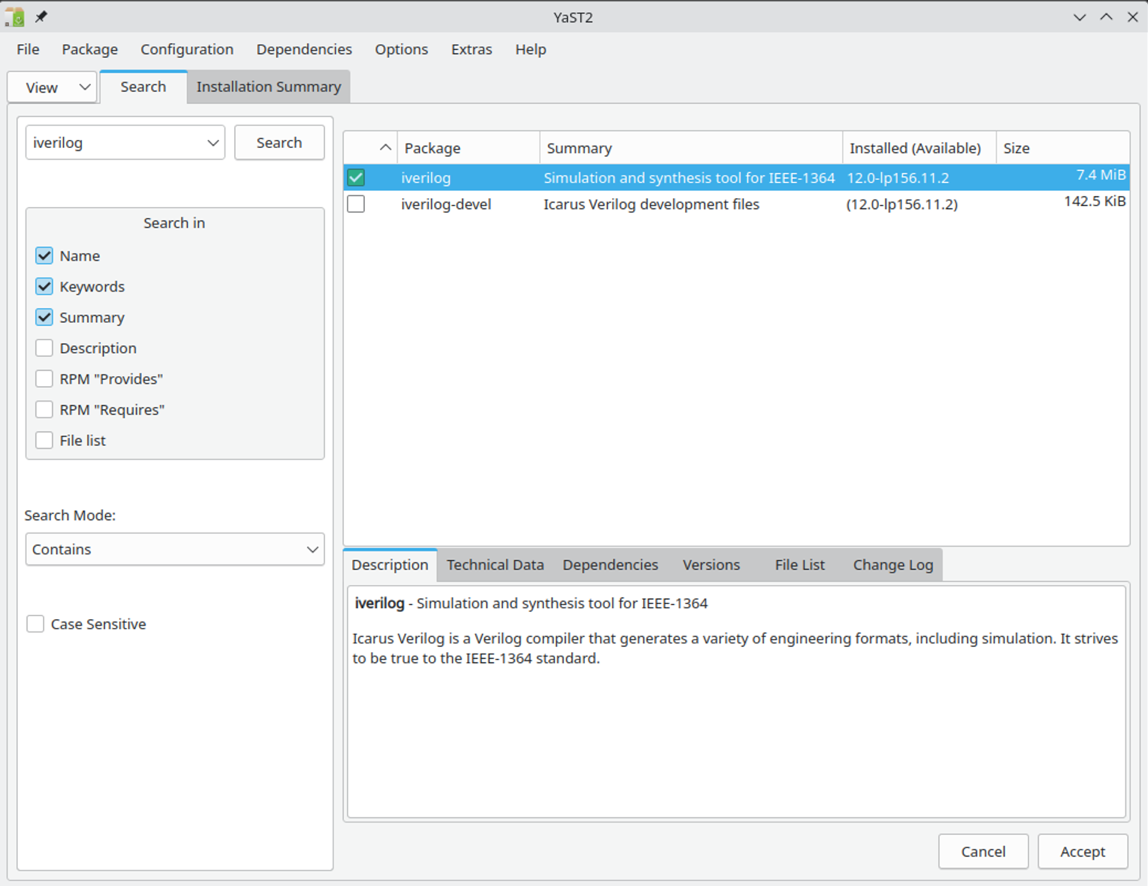 YaST2
File Package Configuration Dependencies Options Extras Help
View Search Installation Summary
iverilog Search
Search in
Name
Keywords
Summary
Description
RPM "Provides"
RPM "Requires"
File list
Search Mode:
Contains
Case Sensitive
Package Summary Installed (Available) Size
iverilog Simulation and synthesis tool for IEEE-1364 12.0-lp156.11.2 7.4 MiB
iverilog-devel Icarus Verilog development files (12.0-lp156.11.2) 142.5 KiB
Description Technical Data Dependencies Versions File List Change Log
iverilog - Simulation and synthesis tool for IEEE-1364
Icarus Verilog is a Verilog compiler that generates a variety of engineering formats, including simulation. It strives
to be true to the IEEE-1364 standard.
Cancel Accept